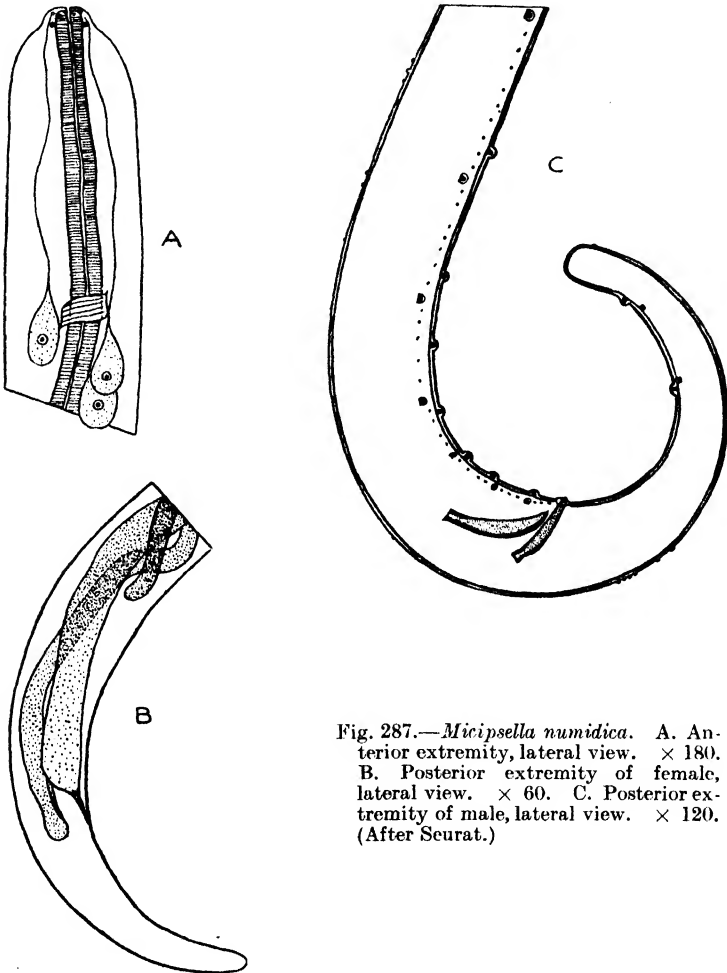 A
C
B
Fig. 287.—Micipsella numidica. A. An-
terior extremity, lateral view. × 180.
B. Posterior extremity of female,
lateral view. × 60. C. Posterior ex-
tremity of male, lateral view. × 120.
(After Seurat.)